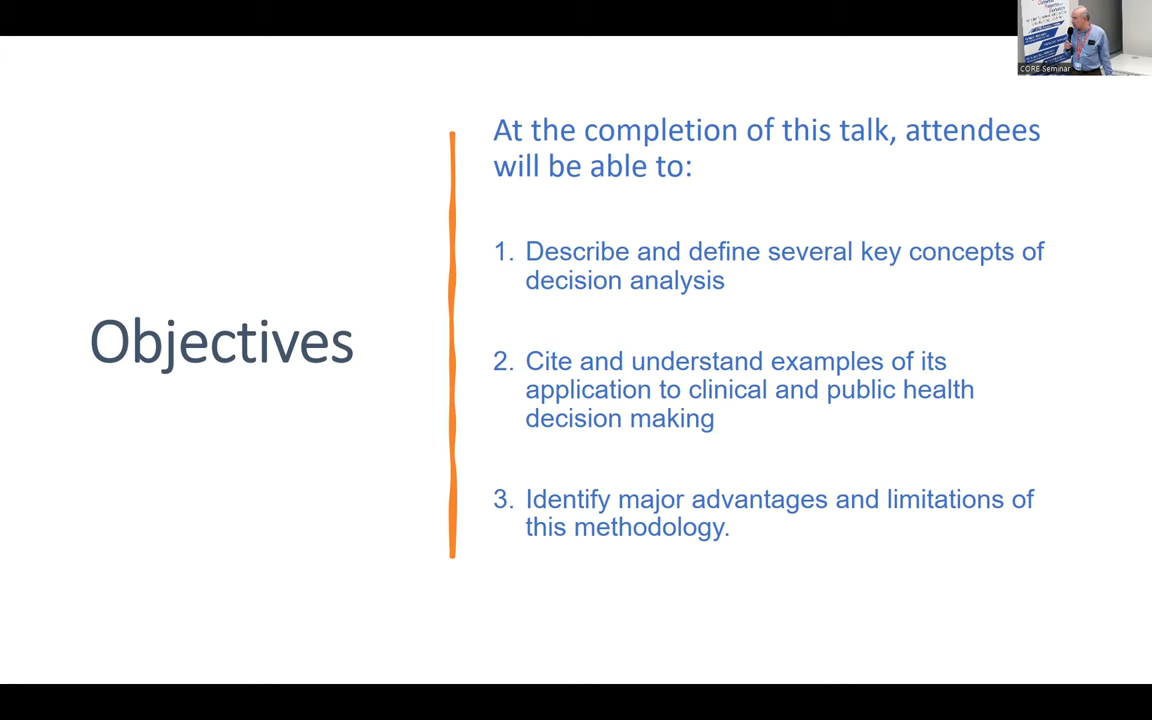 CORE Seminar
At the completion of this talk, attendees
will be able to:
1. Describe and define several key concepts of
decision analysis
Objectives
2. Cite and understand examples of its
application to clinical and public health
decision making
3. Identify major advantages and limitations of
this methodology.